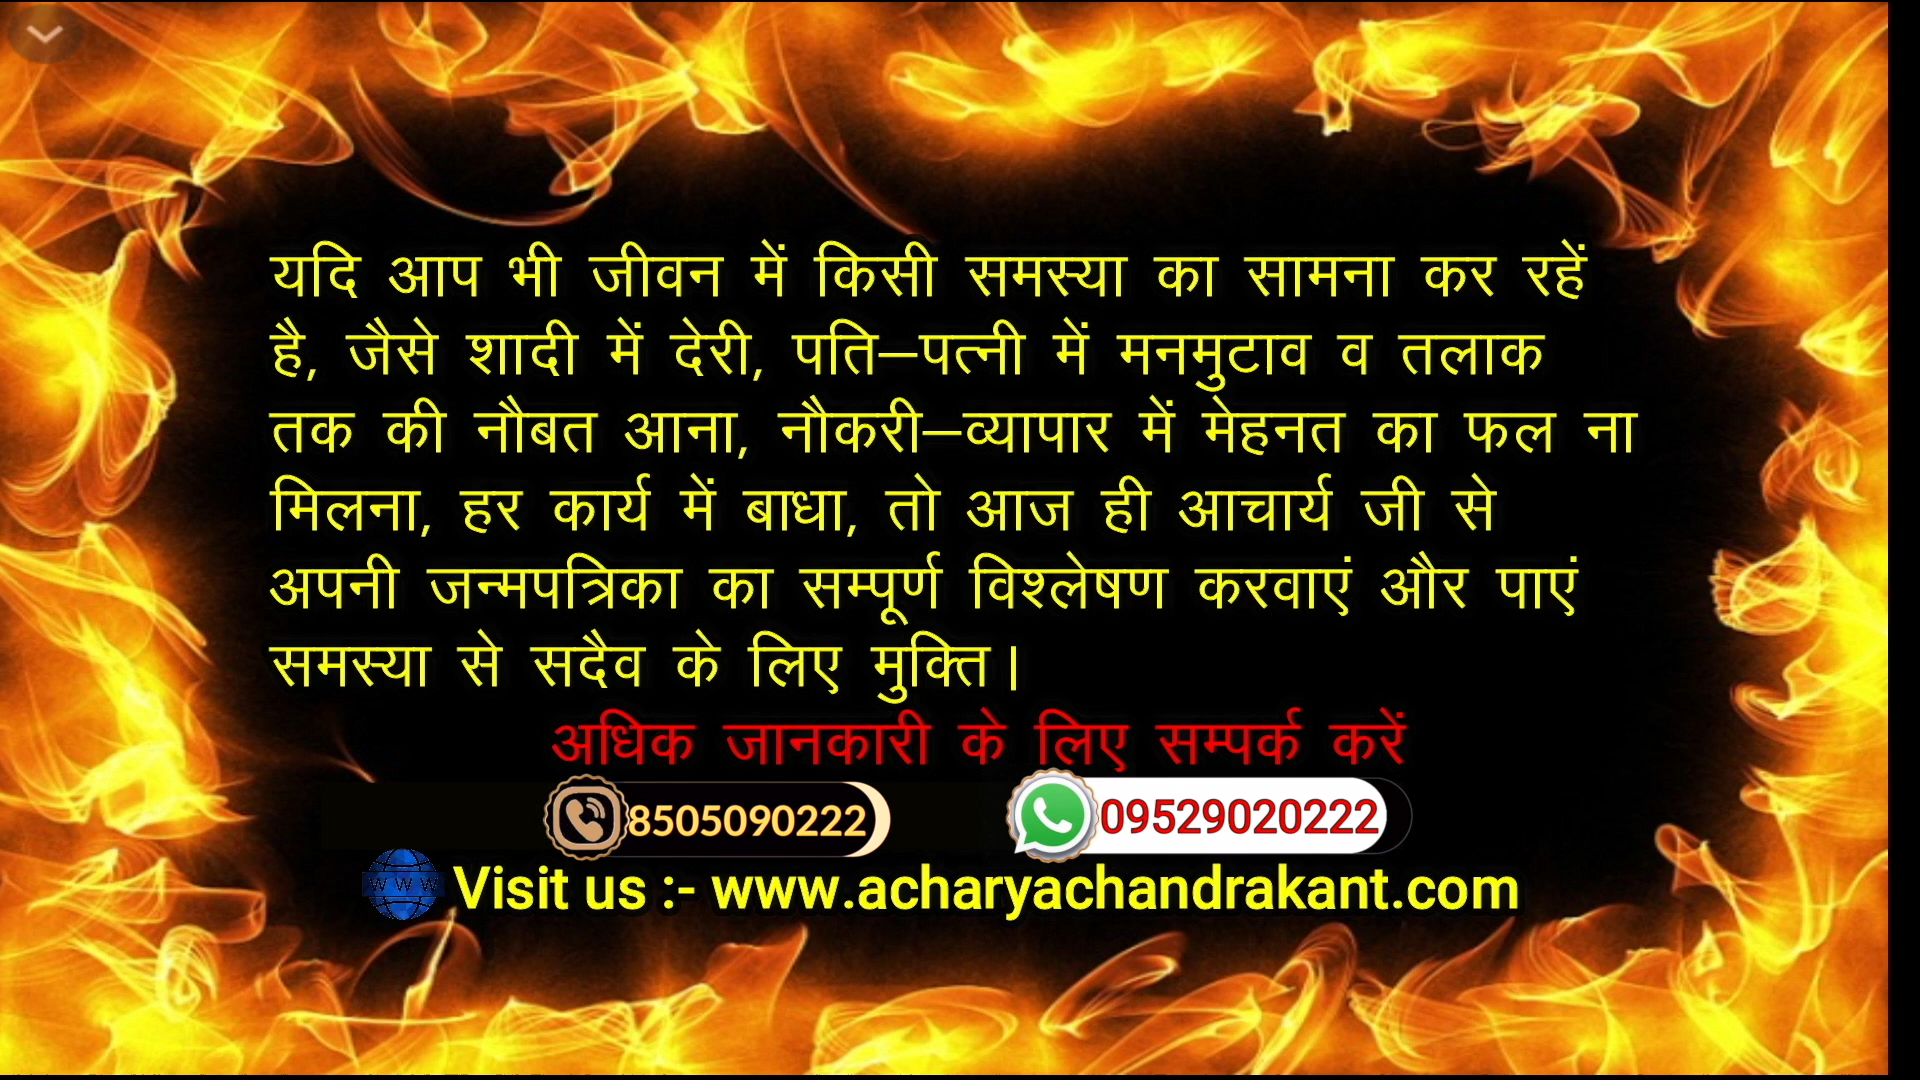 यदि आप भी जीवन में किसी समस्या का सामना कर रहें
है, जैसे शादी में देरी, पति–पत्नी में मनमुटाव व तलाक
तक की नौबत आना, नौकरी–व्यापार में मेहनत का फल ना
मिलना, हर कार्य में बाधा, तो आज ही आचार्य जी से
अपनी जन्मपत्रिका का सम्पूर्ण विश्लेषण करवाएं और पाएं
समस्या से सदैव के लिए मुक्ति।
अधिक जानकारी के लिए सम्पर्क करें
8505090222 09529020222
WWW Visit us :- www.acharyachandrakant.com